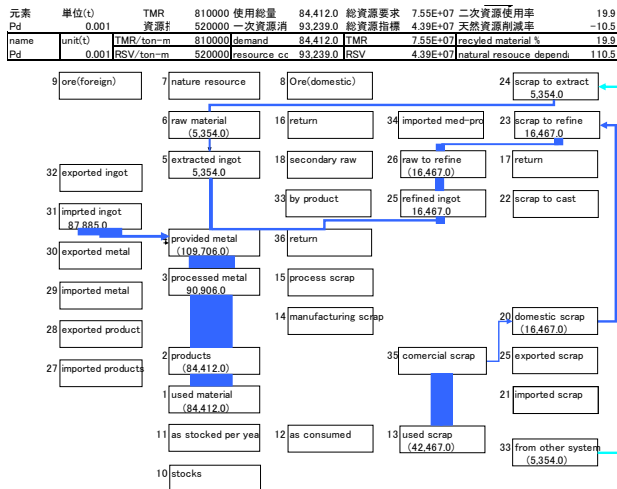 元素 単位(t) TMR 810000 使用総量 84,412.0 総資源要求 7.55E+07 二次資源使用率 19.9
Pd 0.001 資源 520000 一次資源消 93,239.0 総資源指標 4.39E+07 天然資源削減率 -10.5
name unit(t) TMR/ton-m 810000 demand 84,412.0 TMR 7.55E+07 recyled material % 19.9
Pd 0.001 RSV/ton-m 520000 resource cc 93,239.0 RSV 4.39E+07 natural resouce depend 110.5
9 ore(foreign)
7 nature resource
8 Ore(domestic)
24 scrap to extract
5,354.0
6 raw material
(5,354.0)
16 return
34 imported med-pro
23 scrap to refine
16,467.0
5 extracted ingot
5,354.0
18 secondary raw
26 raw to refine
(16,467.0)
17 return
32 exported ingot
33 by product
25 refined ingot
16,467.0
22 scrap to cast
31 imprted ingot
87,885.0
provided metal
(109,706.0)
36 return
30 exported metal
3 processed metal
90,906.0
15 process scrap
29 imported metal
14 manufacturing scrap
20 domestic scrap
(16,467.0)
28 exported product
2 products
(84,412.0)
35 comercial scrap
25 exported scrap
27 imported products
1 used material
(84,412.0)
21 imported scrap
11 as stocked per yea
12 as consumed
13 used scrap
(42,467.0)
33 from other system
(5,354.0)
10 stocks